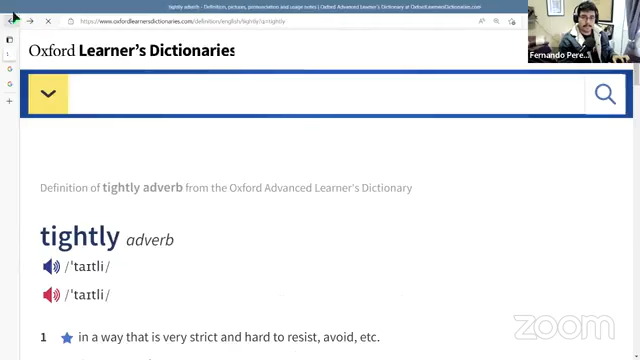 tightly adverb - Definition, pictures, pronunciation and usage notes | Oxford Advanced Learner's Dictionary at OxfordLearnersDictionaries.com
https://www.oxfordlearnersdictionaries.com/definition/english/tightly?q=tightly
Oxford Learner's Dictionaries
Fernando Pere...
Definition of tightly adverb from the Oxford Advanced Learner's Dictionary
tightly adverb
/ˈtaɪtli/
/ˈtaɪtli/
1 in a way that is very strict and hard to resist, avoid, etc.
zoom